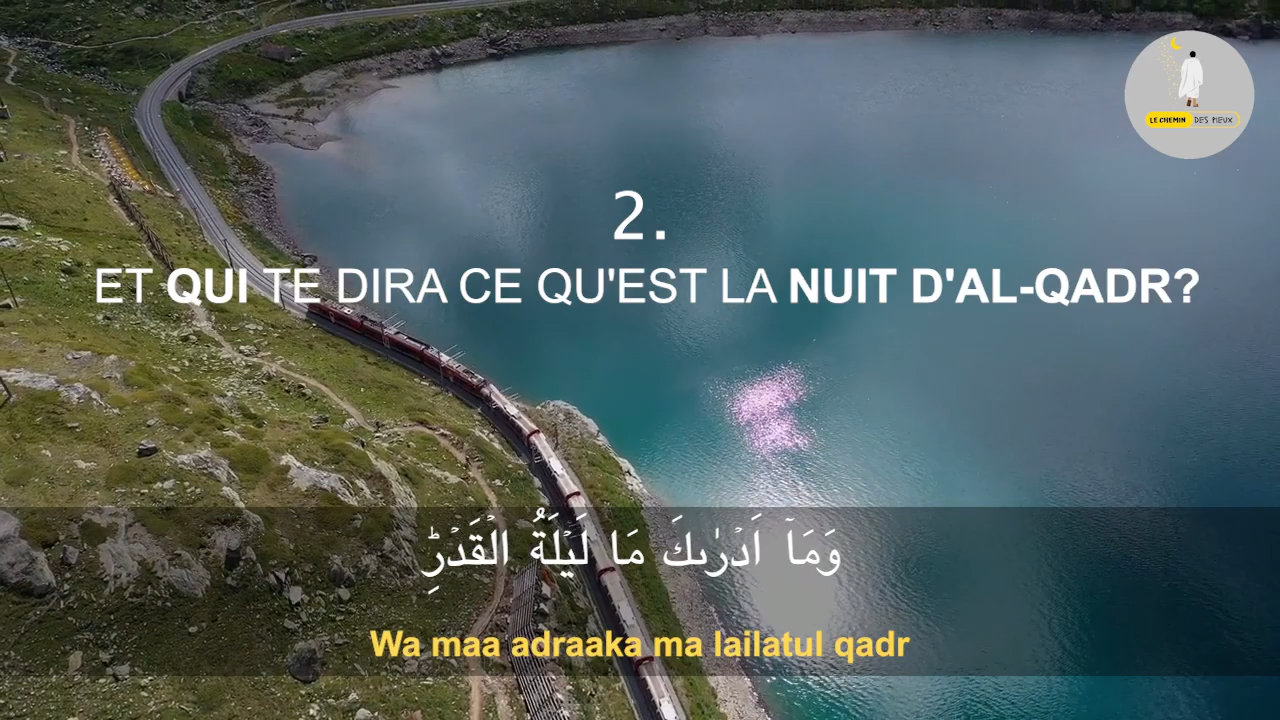 LE CHEMIN DES PIEUX
2.
ET QUI TE DIRA CE QU'EST LA NUIT D'AL-QADR?
وَمَاۤ اَدۡرٰٮكَ مَا لَيۡلَةُ الۡقَدۡرِؕ
Wa maa adraaka ma lailatul qadr